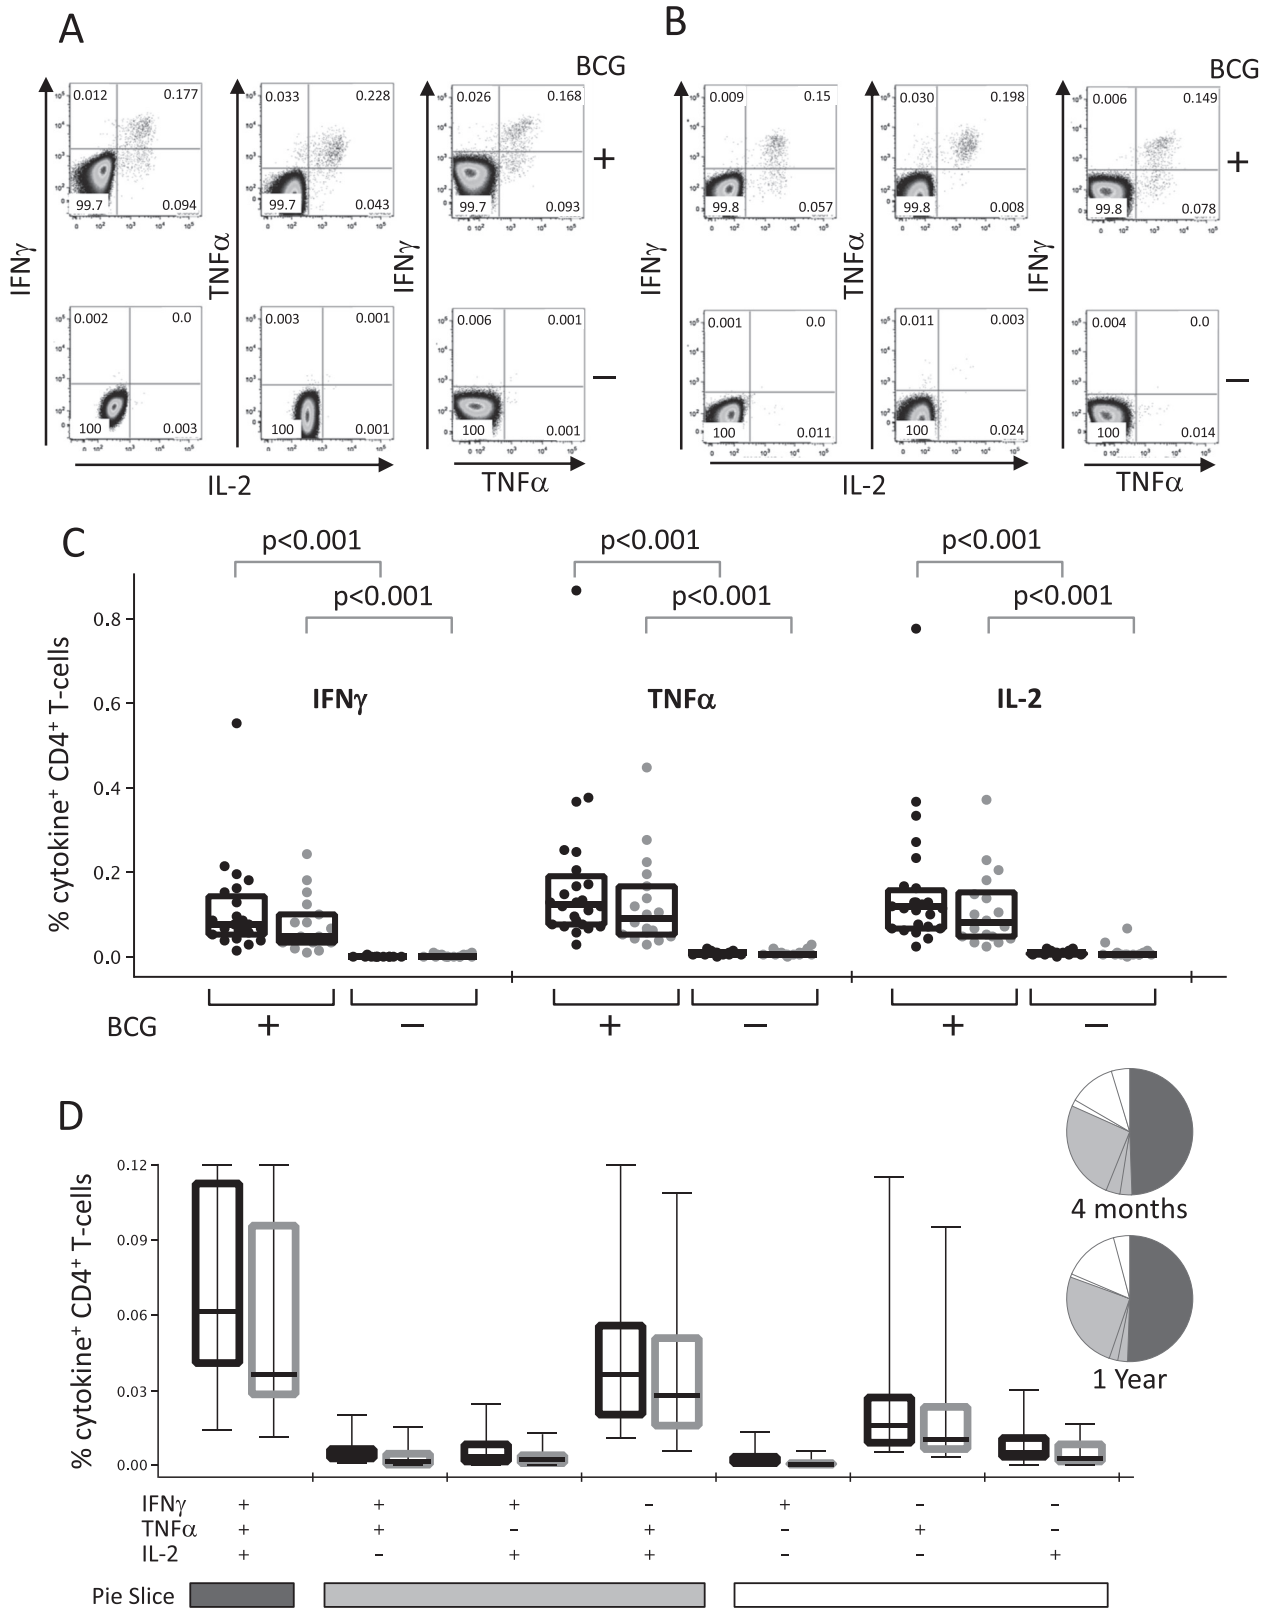 A
B
BCG
BCG
0.012 0.177
0.033 0.228
0.026 0.168
0.009 0.15
0.030 0.198
0.006 0.149
+
+
99.7 0.094
99.7 0.043
99.7 0.093
99.8 0.057
99.8 0.008
99.8 0.078
IFNγ
TNFα
IFNγ
IFNγ
TNFα
IFNγ
0.002 0.0
0.003 0.001
0.006 0.001
0.001 0.0
0.011 0.003
0.004 0.0
–
–
100 0.003
100 0.001
100 0.001
100 0.011
100 0.024
100 0.014
IL-2
TNFα
IL-2
TNFα
C
p<0.001 p<0.001 p<0.001
p<0.001 p<0.001 p<0.001
% cytokine⁺ CD4⁺ T-cells
IFNγ TNFα IL-2
0.8
0.6
0.4
0.2
0.0
BCG + – + – + –
D
% cytokine⁺ CD4⁺ T-cells
0.12
0.09
0.06
0.03
0.00
4 months
1 Year
IFNγ + + + – + – –
TNFα + + – + – + –
IL-2 + – + + – – +
Pie Slice